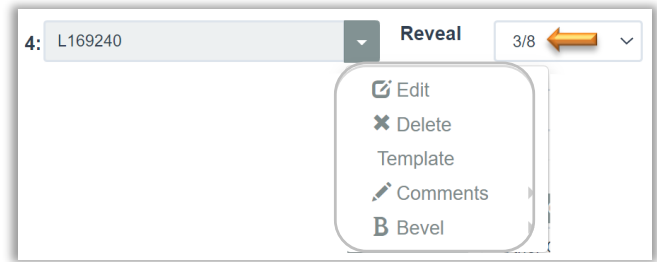 4: L169240 Reveal 3/8
Edit
Delete
Template
Comments
B Bevel